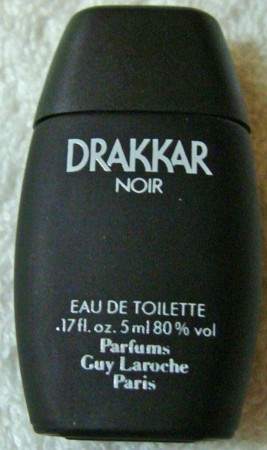 DRAKKAR
NOIR
EAU DE TOILETTE
.17 fl. oz. 5 ml 80% vol
Parfums
Guy Laroche
Paris